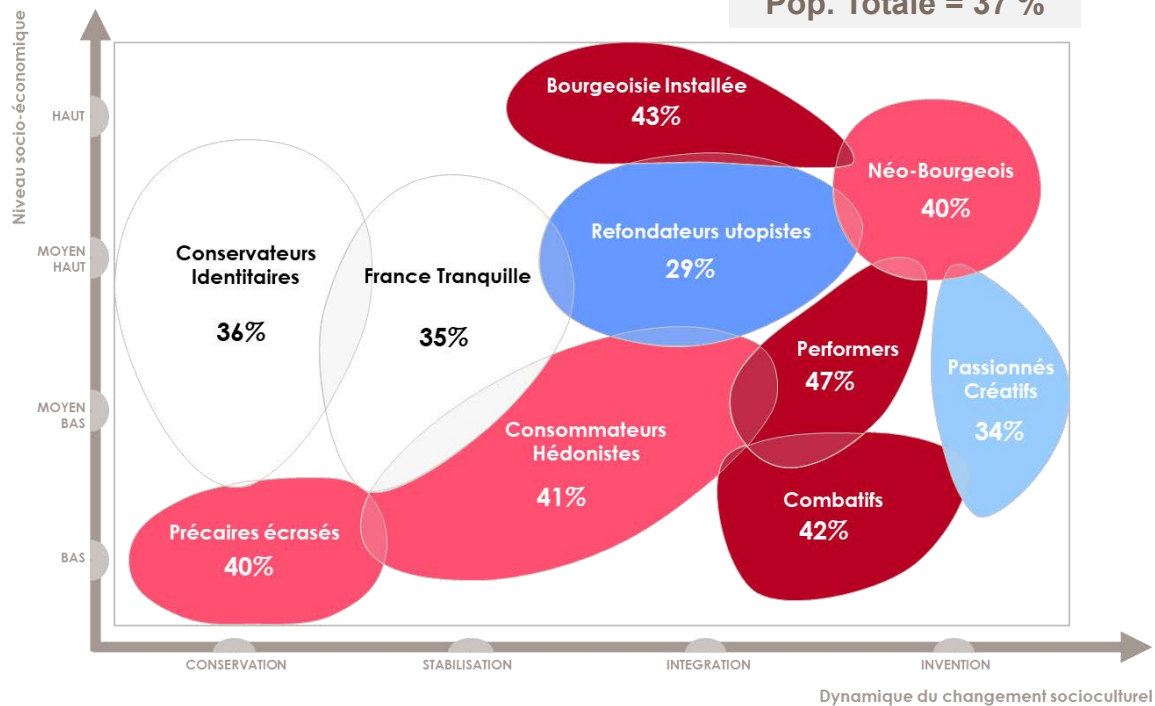 Pop. Totale = 37 %
Niveau socio-économique
HAUT
MOYEN
HAUT
MOYEN
BAS
BAS
Bourgeoisie Installée
43%
Néo-Bourgeois
40%
Refondateurs utopistes
29%
Conservateurs
Identitaires
36%
France Tranquille
35%
Performers
47%
Passionnés
Créatifs
34%
Consommateurs
Hédonistes
41%
Combatifs
42%
Précaires écrasés
40%
CONSERVATION
STABILISATION
INTEGRATION
INVENTION
Dynamique du changement socioculturel